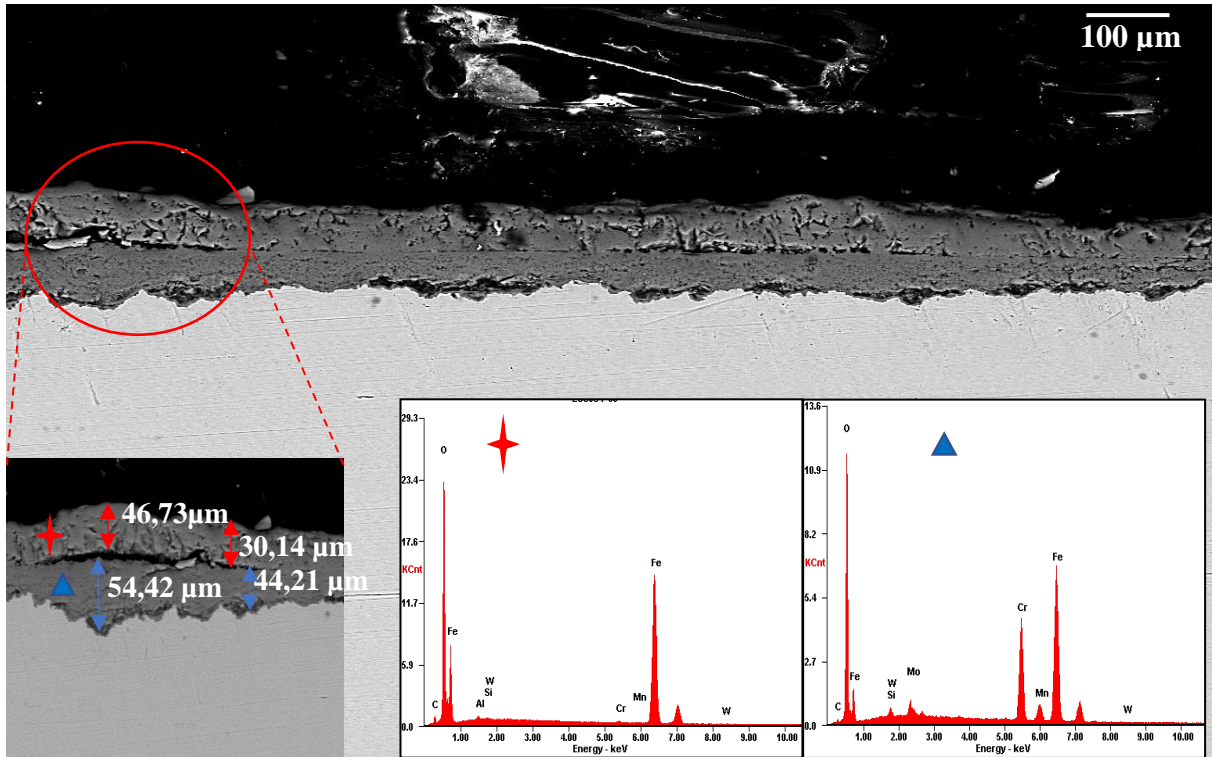 100 µm
46,73µm
30,14 µm
54,42 µm
44,21 µm
29.3
23.4
17.6
KCnt
11.7
5.9
0.0
O
Fe
C
W
Si
Al
Cr
Mn
Fe
W
1.00 2.00 3.00 4.00 5.00 6.00 7.00 8.00 9.00 10.00
Energy - keV
13.6
10.9
8.2
KCnt
5.4
2.7
0.0
O
Fe
C
W
Si
Mo
Cr
Mn
Fe
W
1.00 2.00 3.00 4.00 5.00 6.00 7.00 8.00 9.00 10.00
Energy - keV